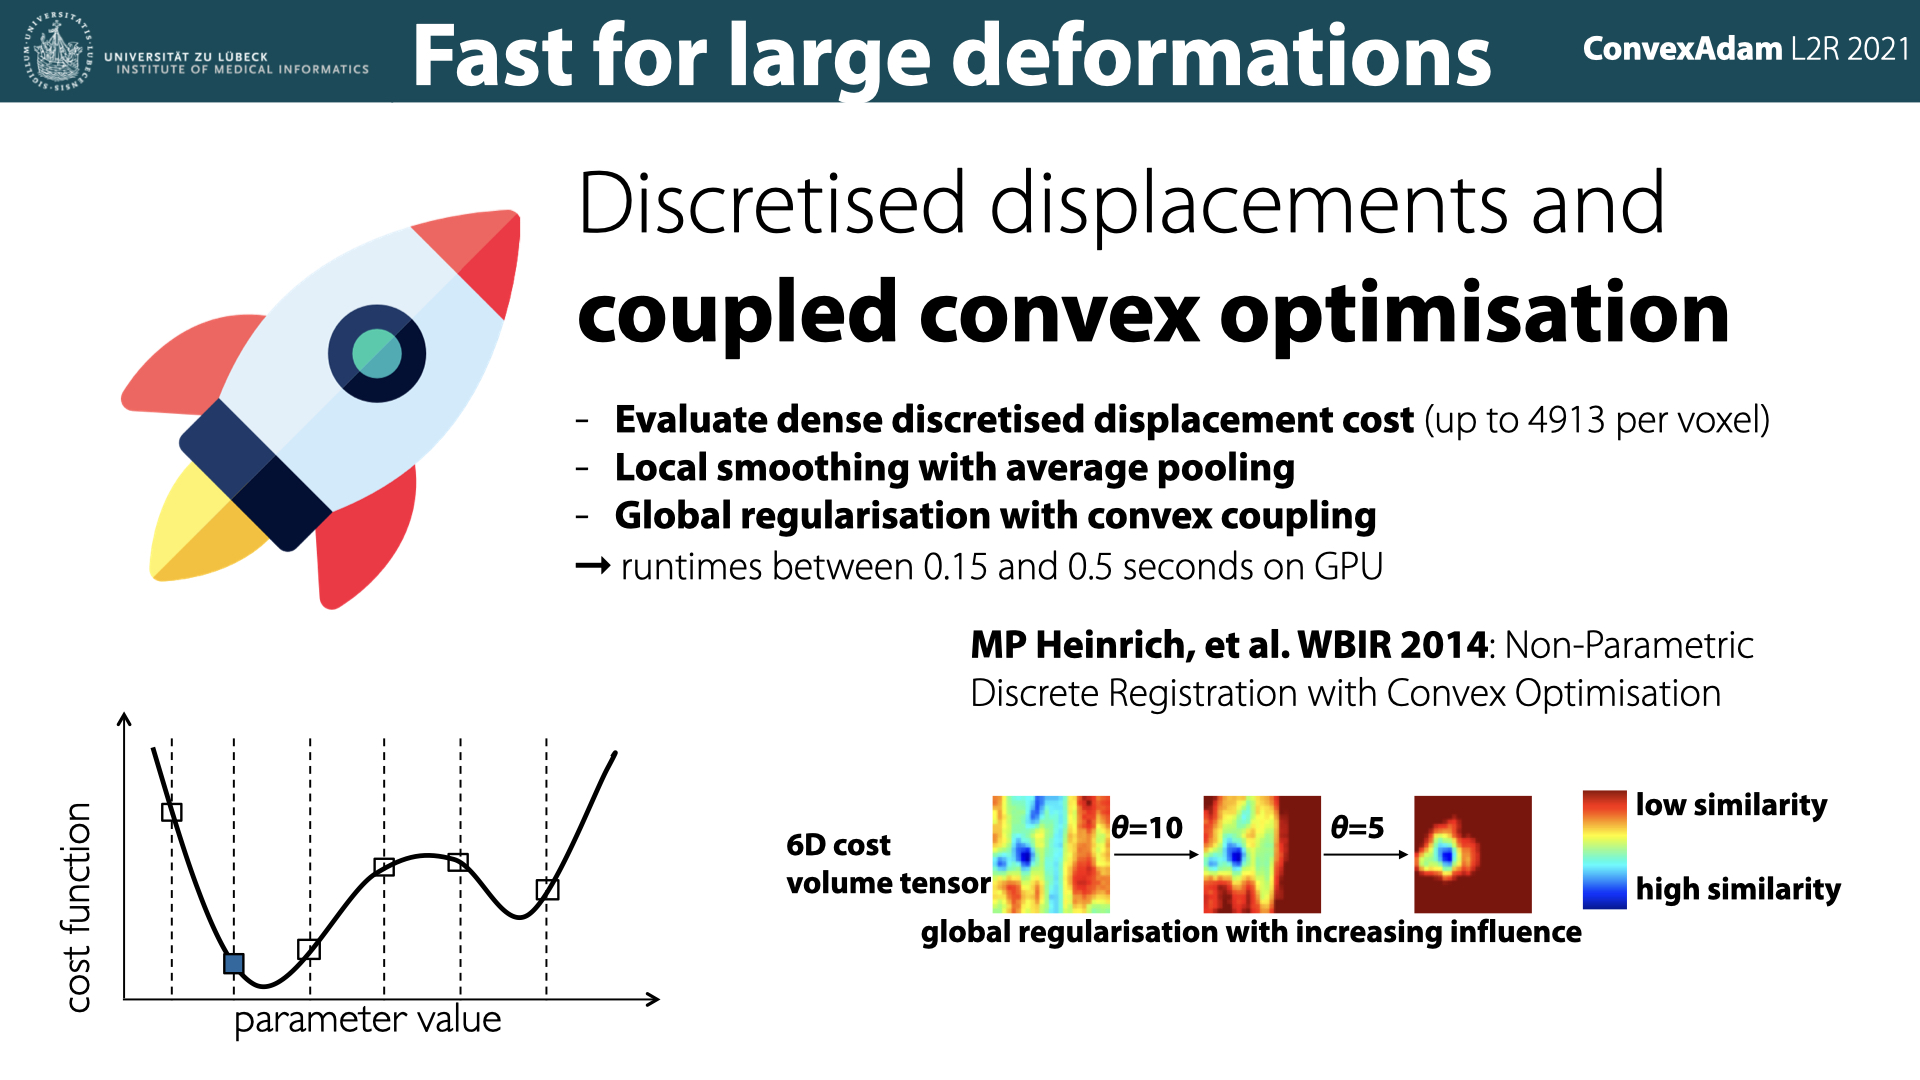 SIGILLUM·UNIVERSITATIS·LUBECENSIS
UNIVERSITÄT ZU LÜBECK
INSTITUTE OF MEDICAL INFORMATICS
Fast for large deformations
ConvexAdam L2R 2021
Discretised displacements and
coupled convex optimisation
- Evaluate dense discretised displacement cost (up to 4913 per voxel)
- Local smoothing with average pooling
- Global regularisation with convex coupling
→ runtimes between 0.15 and 0.5 seconds on GPU
MP Heinrich, et al. WBIR 2014: Non-Parametric
Discrete Registration with Convex Optimisation
cost function
parameter value
6D cost
volume tensor
θ=10
θ=5
low similarity
high similarity
global regularisation with increasing influence